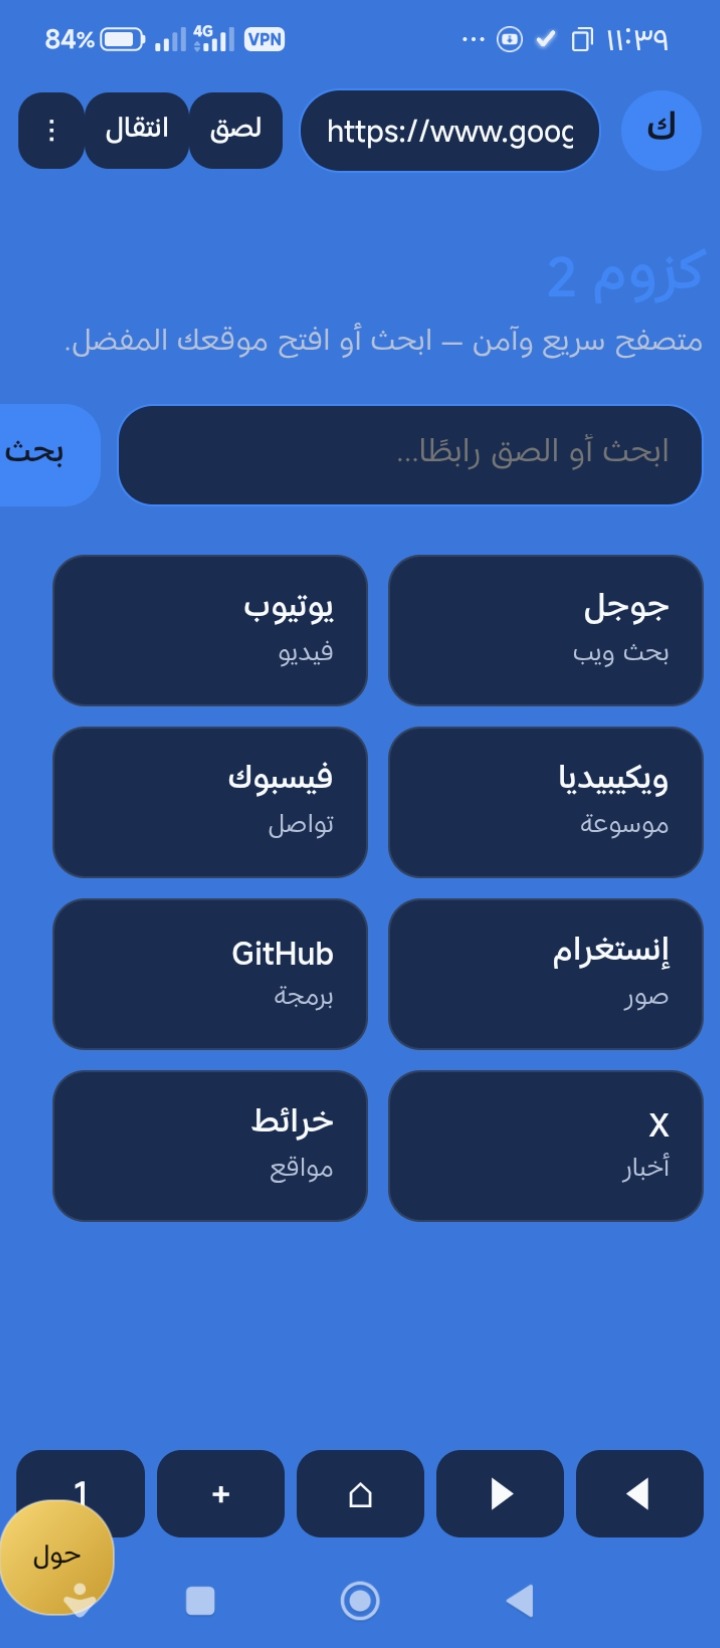 84% 4G VPN ١١:٣٩
ك https://www.goog لصق انتقال ⋮
كزوم 2
متصفح سريع وآمن – ابحث أو افتح موقعك المفضل.
ابحث أو الصق رابطًا... بحث
جوجل
بحث ويب
يوتيوب
فيديو
ويكيبيديا
موسوعة
فيسبوك
تواصل
إنستغرام
صور
GitHub
برمجة
X
أخبار
خرائط
مواقع
+ 1
حول